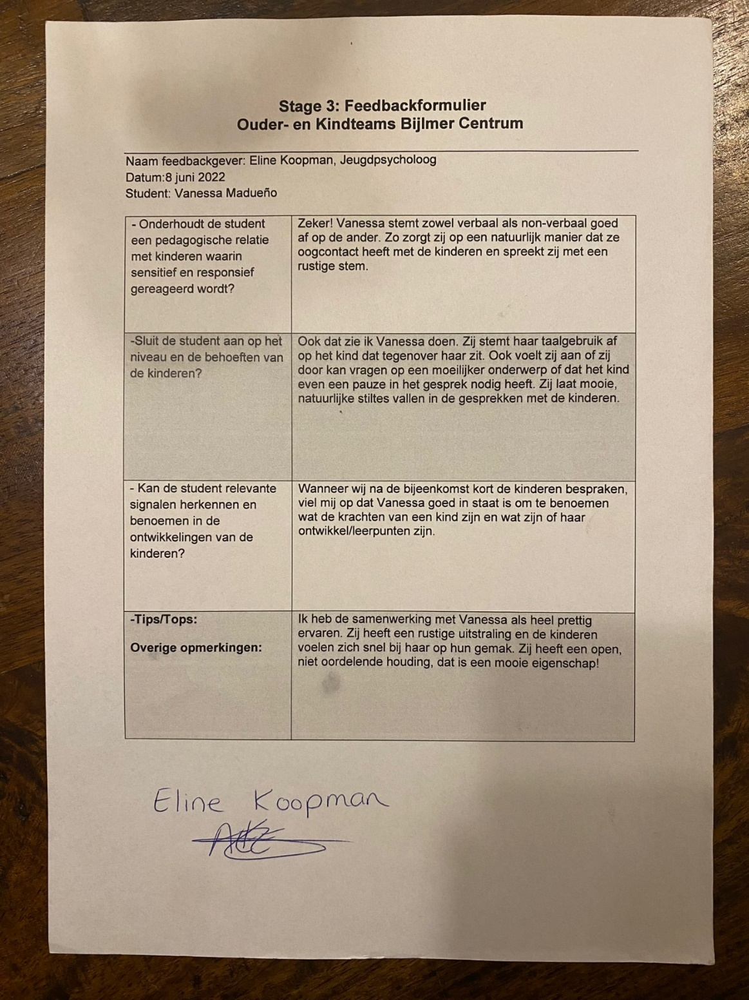 Stage 3: Feedbackformulier
Ouder- en Kindteams Bijlmer Centrum
Naam feedbackgever: Eline Koopman, Jeugdpsycholoog
Datum:8 juni 2022
Student: Vanessa Madueño
- Onderhoudt de student
een pedagogische relatie
met kinderen waarin
sensitief en responsief
gereageerd wordt?
Zeker! Vanessa stemt zowel verbaal als non-verbaal goed
af op de ander. Zo zorgt zij op een natuurlijk manier dat ze
oogcontact heeft met de kinderen en spreekt zij met een
rustige stem.
-Sluit de student aan op het
niveau en de behoeften van
de kinderen?
Ook dat zie ik Vanessa doen. Zij stemt haar taalgebruik af
op het kind dat tegenover haar zit. Ook voelt zij aan of zij
door kan vragen op een moeilijker onderwerp of dat het kind
even een pauze in het gesprek nodig heeft. Zij laat mooie,
natuurlijke stiltes vallen in de gesprekken met de kinderen.
- Kan de student relevante
signalen herkennen en
benoemen in de
ontwikkelingen van de
kinderen?
Wanneer wij na de bijeenkomst kort de kinderen bespraken,
viel mij op dat Vanessa goed in staat is om te benoemen
wat de krachten van een kind zijn en wat zijn of haar
ontwikkel/leerpunten zijn.
-Tips/Tops:
Overige opmerkingen:
Ik heb de samenwerking met Vanessa als heel prettig
ervaren. Zij heeft een rustige uitstraling en de kinderen
voelen zich snel bij haar op hun gemak. Zij heeft een open,
niet oordelende houding, dat is een mooie eigenschap!
Eline Koopman